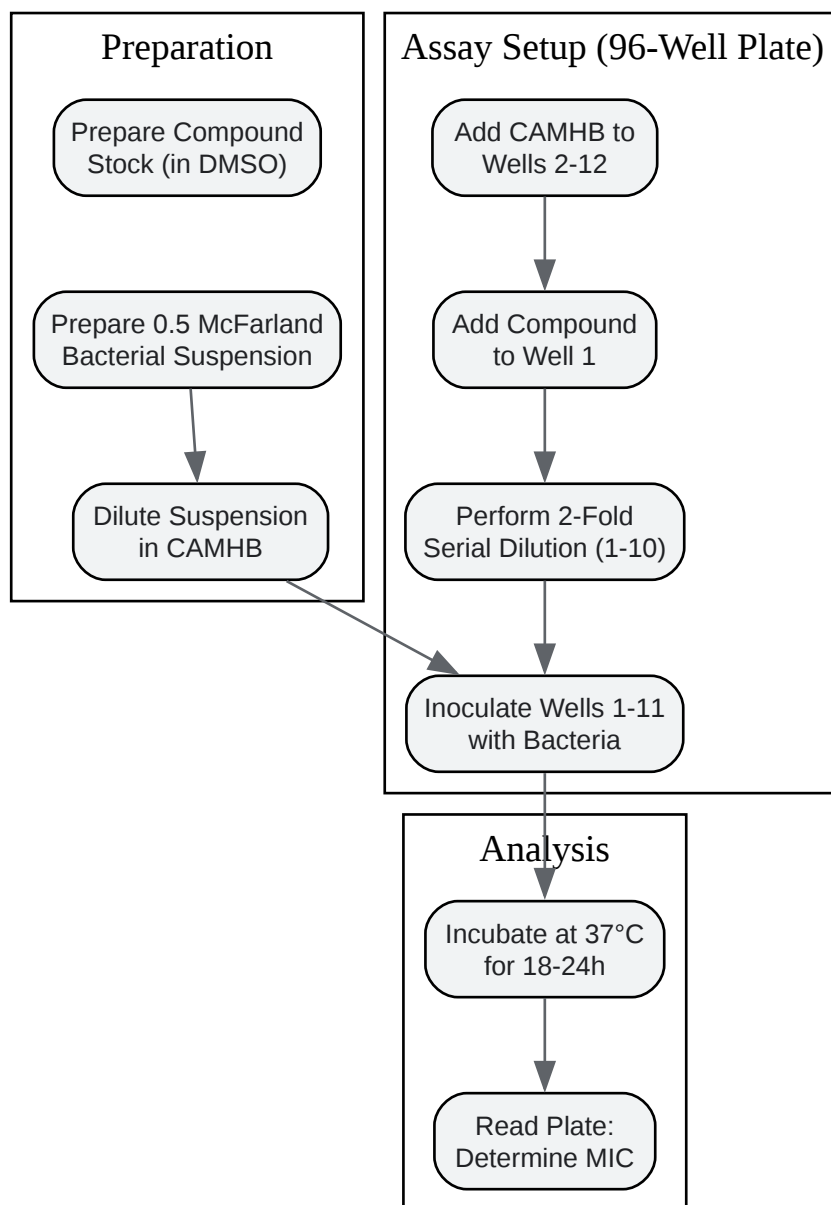 Preparation
Prepare Compound
Stock (in DMSO)
Prepare 0.5 McFarland
Bacterial Suspension
Dilute Suspension
in CAMHB
Assay Setup (96-Well Plate)
Add CAMHB to
Wells 2-12
Add Compound
to Well 1
Perform 2-Fold
Serial Dilution (1-10)
Inoculate Wells 1-11
with Bacteria
Analysis
Incubate at 37°C
for 18-24h
Read Plate:
Determine MIC